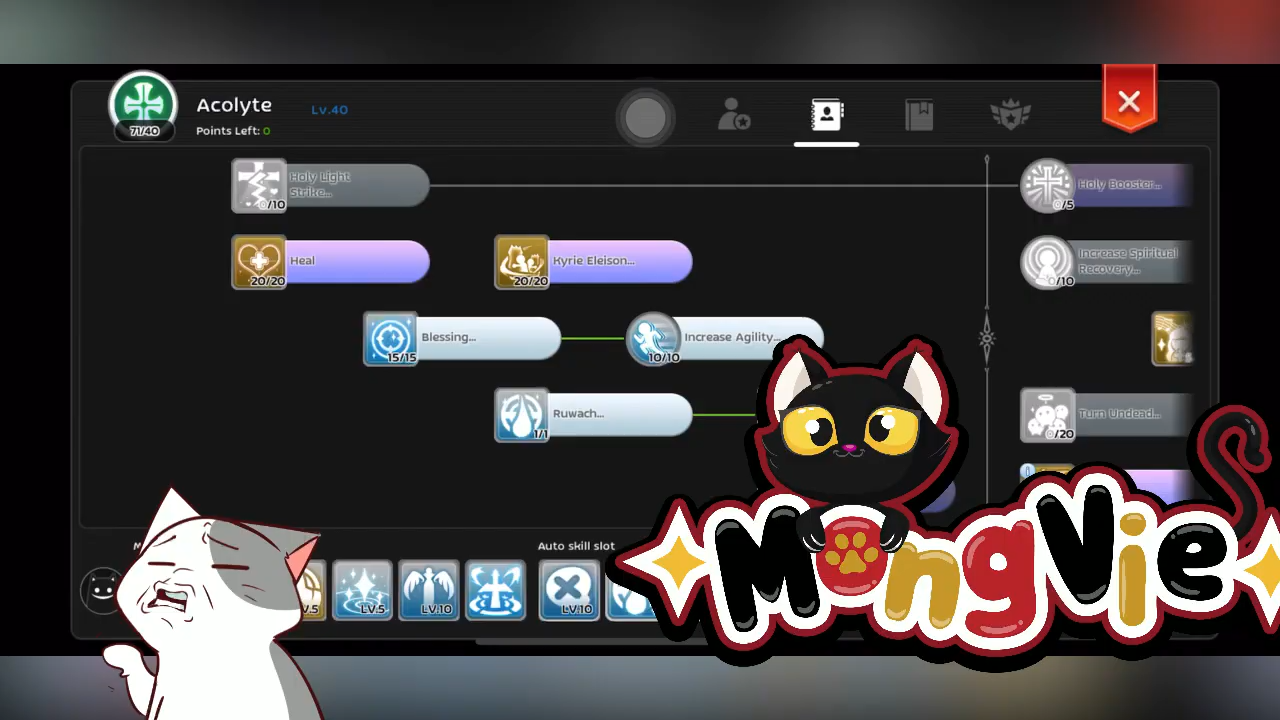 Acolyte
Lv.40
71/40
Points Left: 0
Holy Light
Strike...
0/10
Holy Booster...
0/5
Heal
20/20
Kyrie Eleison...
20/20
Increase Spiritual
Recovery...
0/10
Blessing...
15/15
Increase Agility...
10/10
Ruwach...
1/1
Turn Undead...
0/20
Auto skill slot
LV.5
LV.10
LV.10
MongVie